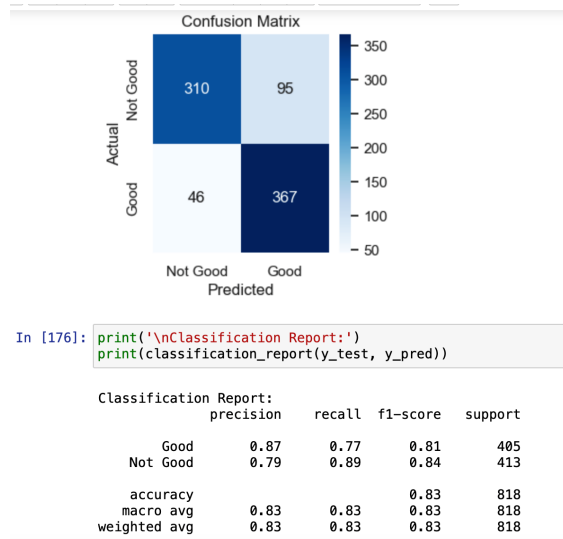 Confusion Matrix
Not Good
310
95
350
300
250
200
150
100
50
Actual
Good
46
367
Not Good Good
Predicted
In [176]: print('\nClassification Report:')
print(classification_report(y_test, y_pred))
Classification Report:
precision recall f1-score support
Good 0.87 0.77 0.81 405
Not Good 0.79 0.89 0.84 413
accuracy 0.83 818
macro avg 0.83 0.83 0.83 818
weighted avg 0.83 0.83 0.83 818